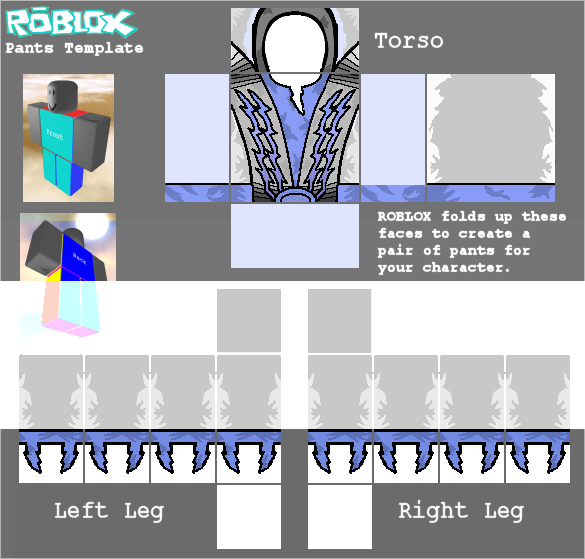 RŌBLOX
Pants Template
Torso
Front
Back
ROBLOX folds up these
faces to create a
pair of pants for
your character.
Left Leg
Right Leg